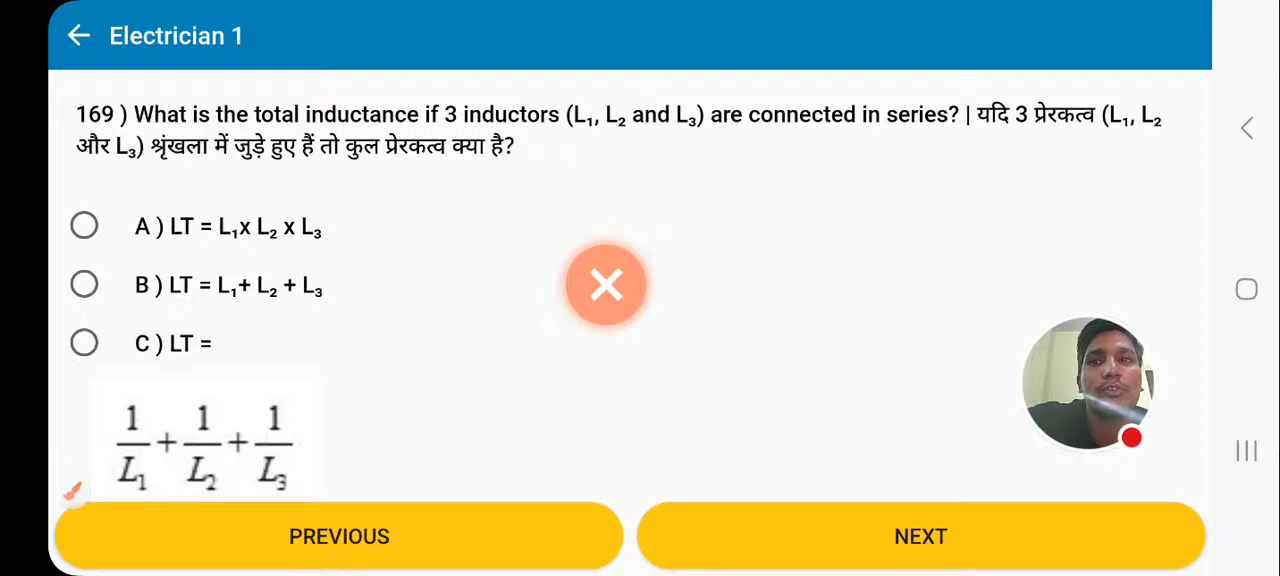 Electrician 1
169 ) What is the total inductance if 3 inductors (L₁, L₂ and L₃) are connected in series? | यदि 3 प्रेरकत्व (L₁, L₂
और L₃) श्रृंखला में जुड़े हुए हैं तो कुल प्रेरकत्व क्या है?
A ) LT = L₁x L₂ x L₃
B ) LT = L₁+ L₂ + L₃
C ) LT =
1/L₁ + 1/L₂ + 1/L₃
PREVIOUS
NEXT